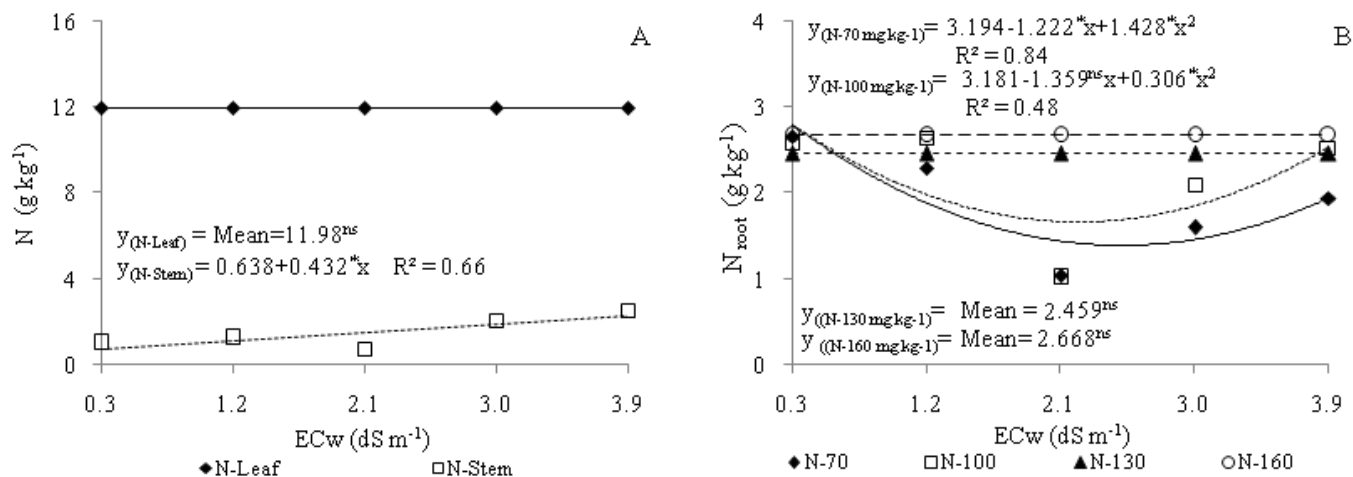 A
N (g kg⁻¹)
16
12
8
4
0
y(N-Leaf) = Mean=11.98ⁿˢ
y(N-Stem) = 0.638+0.432*x R² = 0.66
0.3 1.2 2.1 3.0 3.9
ECw (dS m⁻¹)
N-Leaf N-Stem
B
Nroot (g kg⁻¹)
4
3
2
1
0
y(N-70 mg kg-1)= 3.194-1.222*x+1.428*x²
R² = 0.84
y(N-100 mg kg-1)= 3.181-1.359ⁿˢx+0.306*x²
R² = 0.48
y((N-130 mg kg-1)= Mean = 2.459ⁿˢ
y ((N-160 mg kg-1)= Mean= 2.668ⁿˢ
0.3 1.2 2.1 3.0 3.9
ECw (dS m⁻¹)
N-70 N-100 N-130 N-160